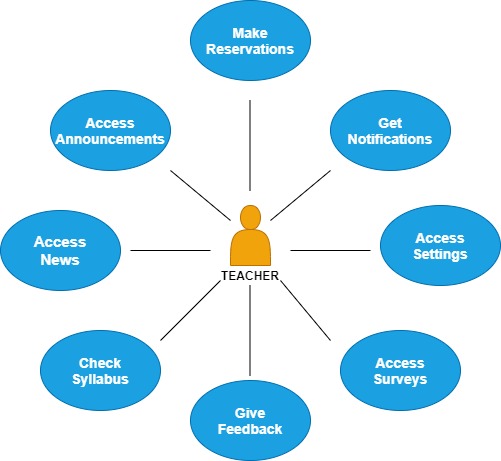 Make
Reservations
Access
Announcements
Get
Notifications
Access
News
Access
Settings
TEACHER
Check
Syllabus
Access
Surveys
Give
Feedback